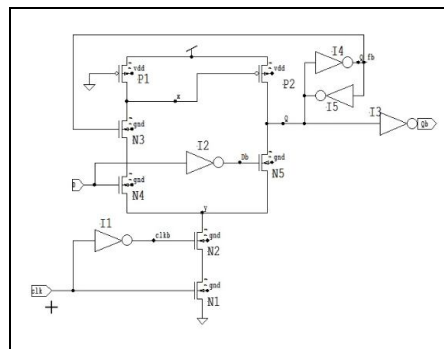 I4
vdd
vdd
Q_fb
P1
P2
I5
x
I3
gnd
Q
Qb
N3
I2
gnd
D
Db
N5
gnd
N4
y
I1
clkb
gnd
N2
clk
gnd
N1